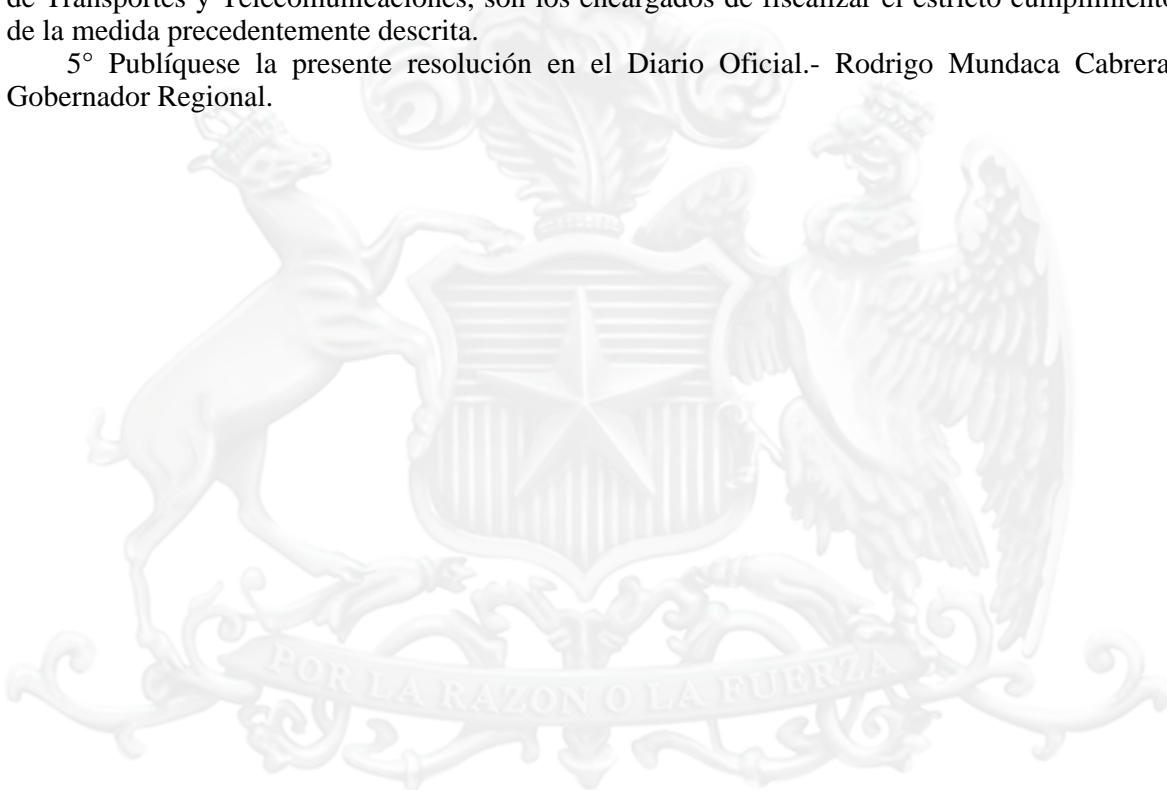 de Transportes y Telecomunicaciones, son los encargados de fiscalizar el estricto cumplimiento
de la medida precedentemente descrita.
5° Publíquese la presente resolución en el Diario Oficial.- Rodrigo Mundaca Cabrera
Gobernador Regional.
POR LA RAZON O LA FUERZA